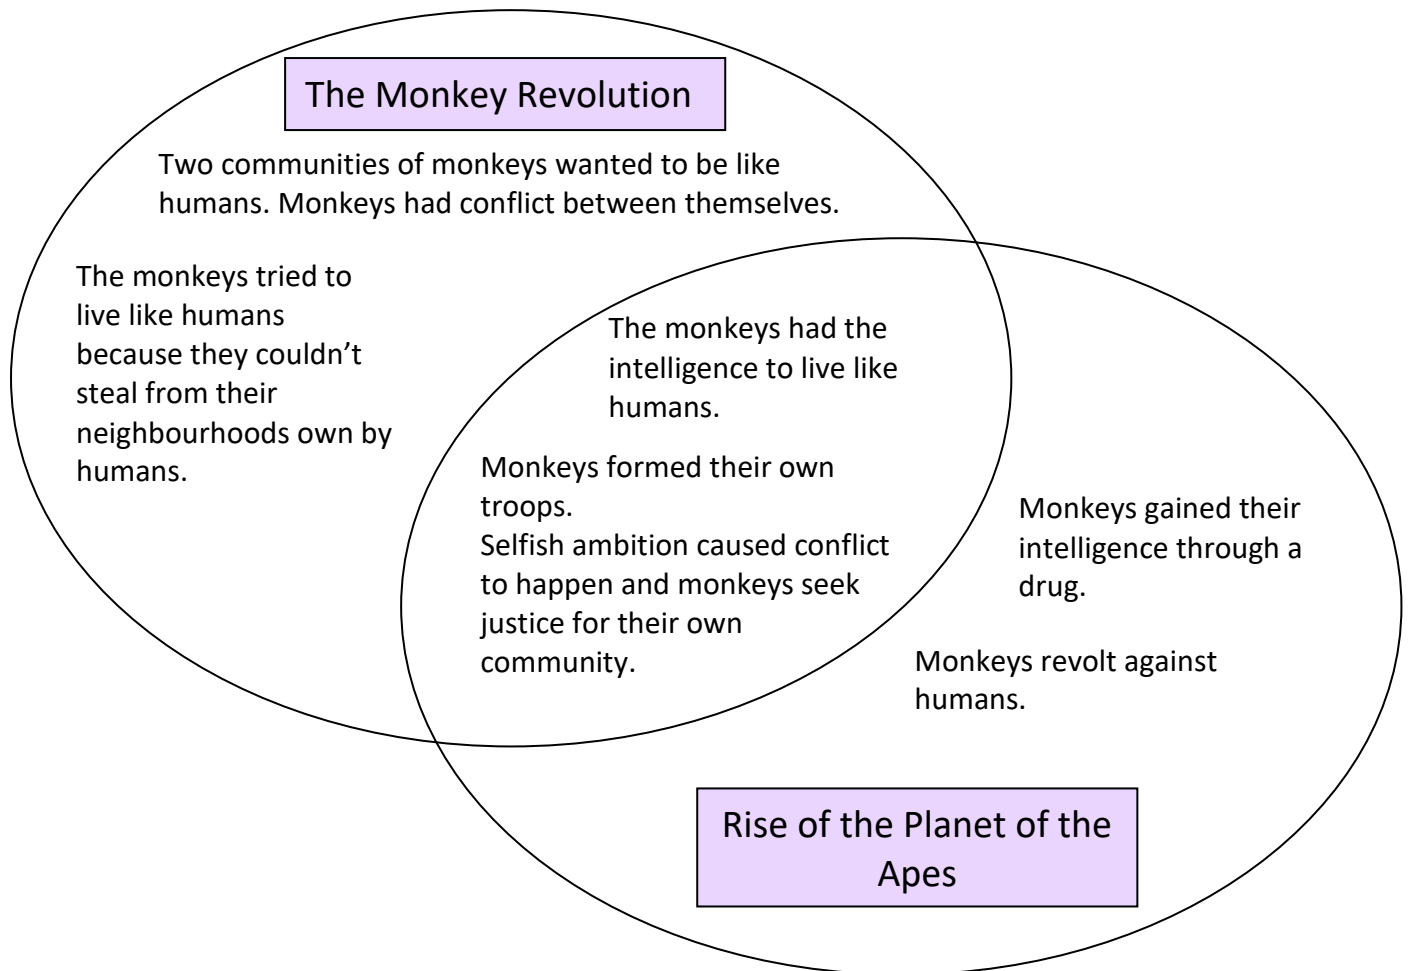 The Monkey Revolution
Two communities of monkeys wanted to be like
humans. Monkeys had conflict between themselves.
The monkeys tried to
live like humans
because they couldn’t
steal from their
neighbourhoods own by
humans.
The monkeys had the
intelligence to live like
humans.
Monkeys formed their own
troops.
Selfish ambition caused conflict
to happen and monkeys seek
justice for their own
community.
Monkeys gained their
intelligence through a
drug.
Monkeys revolt against
humans.
Rise of the Planet of the
Apes